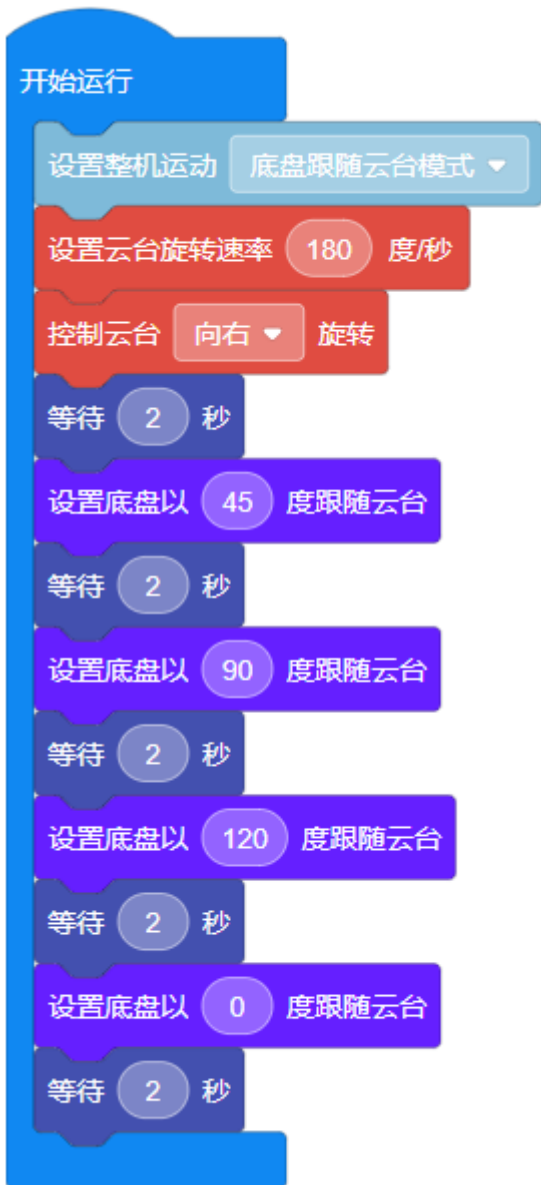 开始运行
设置整机运动 底盘跟随云台模式
设置云台旋转速率 180 度/秒
控制云台 向右 旋转
等待 2 秒
设置底盘以 45 度跟随云台
等待 2 秒
设置底盘以 90 度跟随云台
等待 2 秒
设置底盘以 120 度跟随云台
等待 2 秒
设置底盘以 0 度跟随云台
等待 2 秒